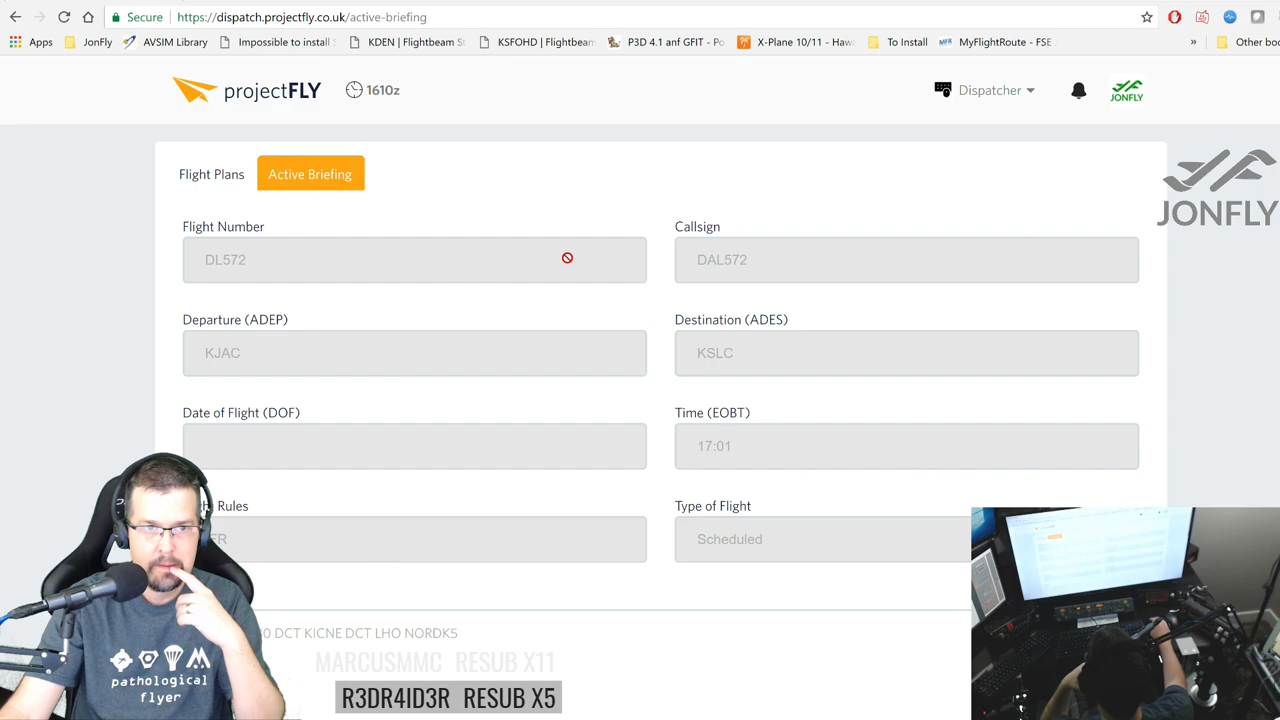 Secure https://dispatch.projectfly.co.uk/active-briefing
Apps JonFly AVSIM Library Impossible to install KDEN | Flightbeam St KSFOHD | Flightbeam P3D 4.1 anf GFIT - Po X-Plane 10/11 - Haw To Install MyFlightRoute - FSE » Other boo
projectFLY 1610z Dispatcher JONFLY
JONFLY
Flight Plans Active Briefing
Flight Number Callsign
DL572 DAL572
Departure (ADEP) Destination (ADES)
KJAC KSLC
Date of Flight (DOF) Time (EOBT)
17:01
Rules Type of Flight
FR Scheduled
0 DCT KICNE DCT LHO NORDK5
MARCUSMMC RESUB X11
R3DR4ID3R RESUB X5
pathological
flyer